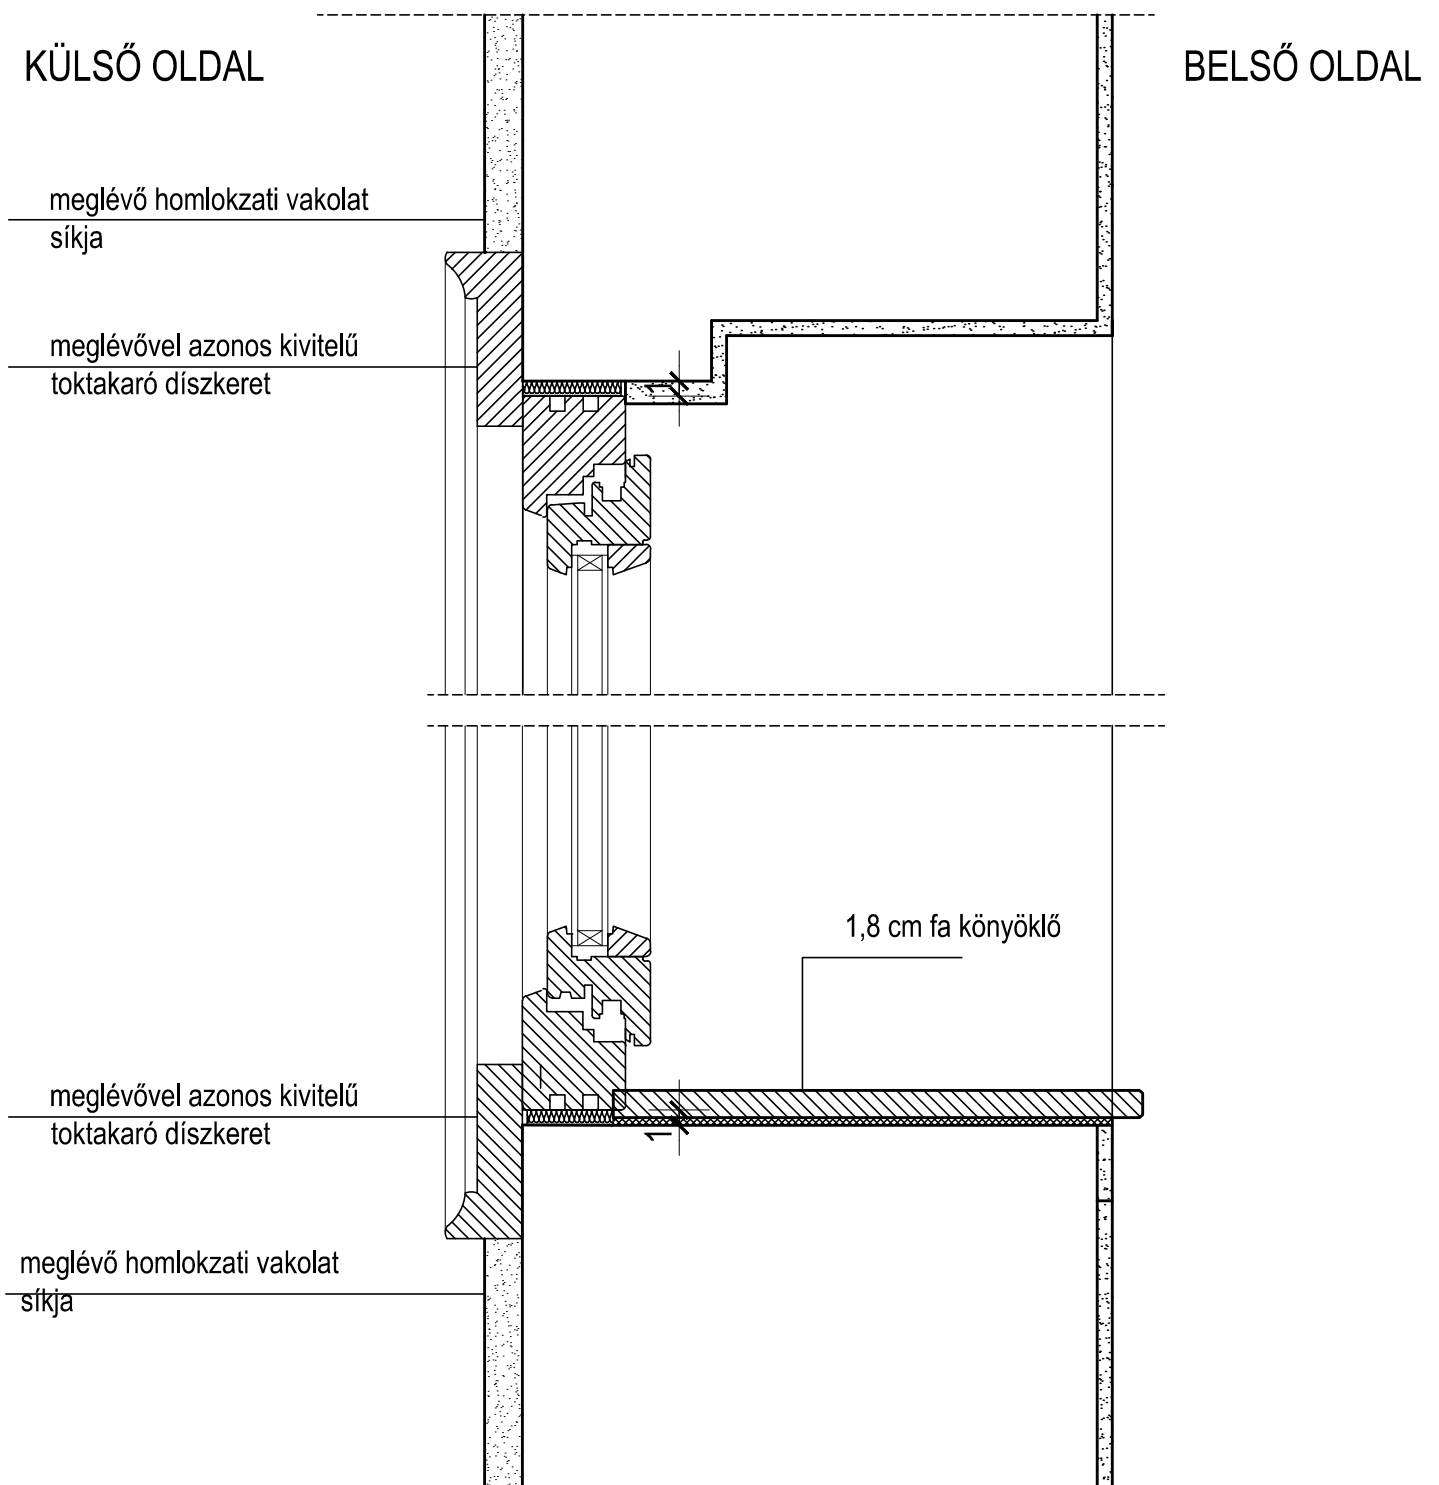 KÜLSŐ OLDAL
BELSŐ OLDAL
meglévő homlokzati vakolat
síkja
meglévővel azonos kivitelű
toktakaró díszkeret
1
1,8 cm fa könyöklő
meglévővel azonos kivitelű
toktakaró díszkeret
1
meglévő homlokzati vakolat
síkja